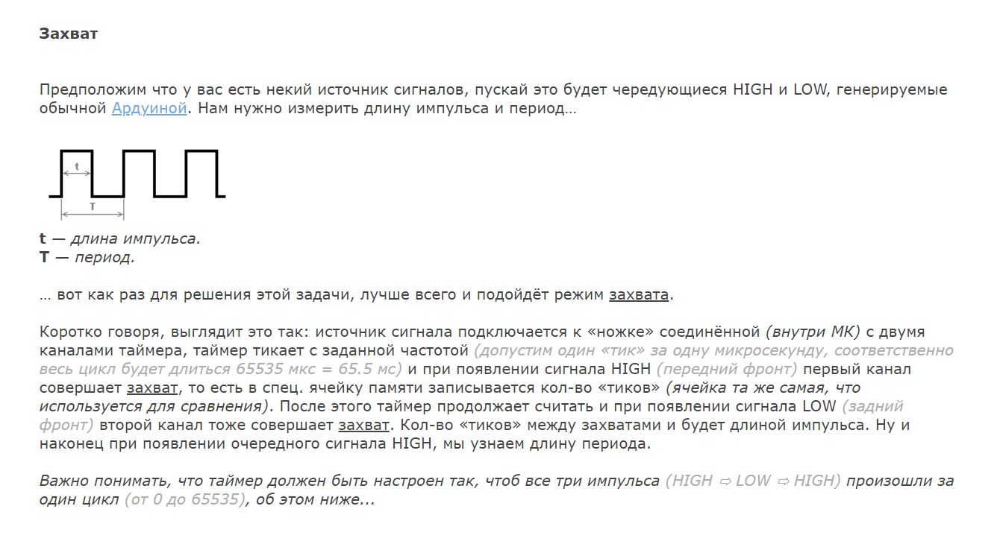 Захват
Предположим что у вас есть некий источник сигналов, пускай это будет чередующиеся HIGH и LOW, генерируемые
обычной Ардуиной. Нам нужно измерить длину импульса и период…
t
T
t — длина импульса.
T — период.
… вот как раз для решения этой задачи, лучше всего и подойдёт режим захвата.
Коротко говоря, выглядит это так: источник сигнала подключается к «ножке» соединённой (внутри МК) с двумя
каналами таймера, таймер тикает с заданной частотой (допустим один «тик» за одну микросекунду, соответственно
весь цикл будет длиться 65535 мкс = 65.5 мс) и при появлении сигнала HIGH (передний фронт) первый канал
совершает захват, то есть в спец. ячейку памяти записывается кол-во «тиков» (ячейка та же самая, что
используется для сравнения). После этого таймер продолжает считать и при появлении сигнала LOW (задний
фронт) второй канал тоже совершает захват. Кол-во «тиков» между захватами и будет длиной импульса. Ну и
наконец при появлении очередного сигнала HIGH, мы узнаем длину периода.
Важно понимать, что таймер должен быть настроен так, чтоб все три импульса (HIGH ⇨ LOW ⇨ HIGH) произошли за
один цикл (от 0 до 65535), об этом ниже…